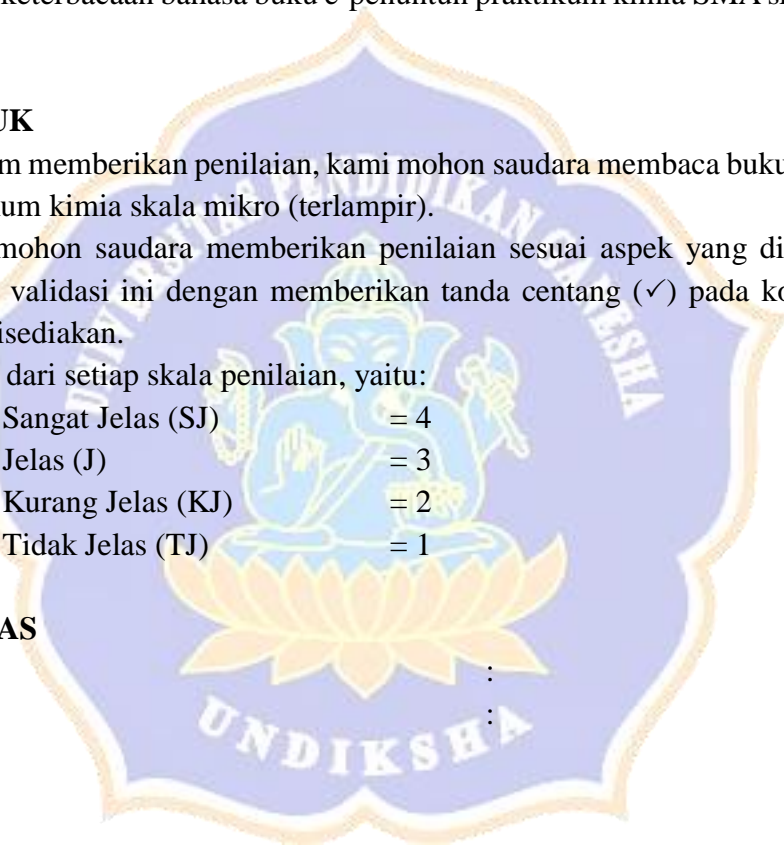 keterbacaan bahasa buku e-penuntun praktikum kimia SMA
UK
m memberikan penilaian, kami mohon saudara membaca buku
um kimia skala mikro (terlampir).
mohon saudara memberikan penilaian sesuai aspek yang di
validasi ini dengan memberikan tanda centang (✓) pada ko
isediakan.
dari setiap skala penilaian, yaitu:
Sangat Jelas (SJ) = 4
Jelas (J) = 3
Kurang Jelas (KJ) = 2
Tidak Jelas (TJ) = 1
AS
:
:
UNIVERSITAS PENDIDIKAN GANESHA
UNDIKSHA